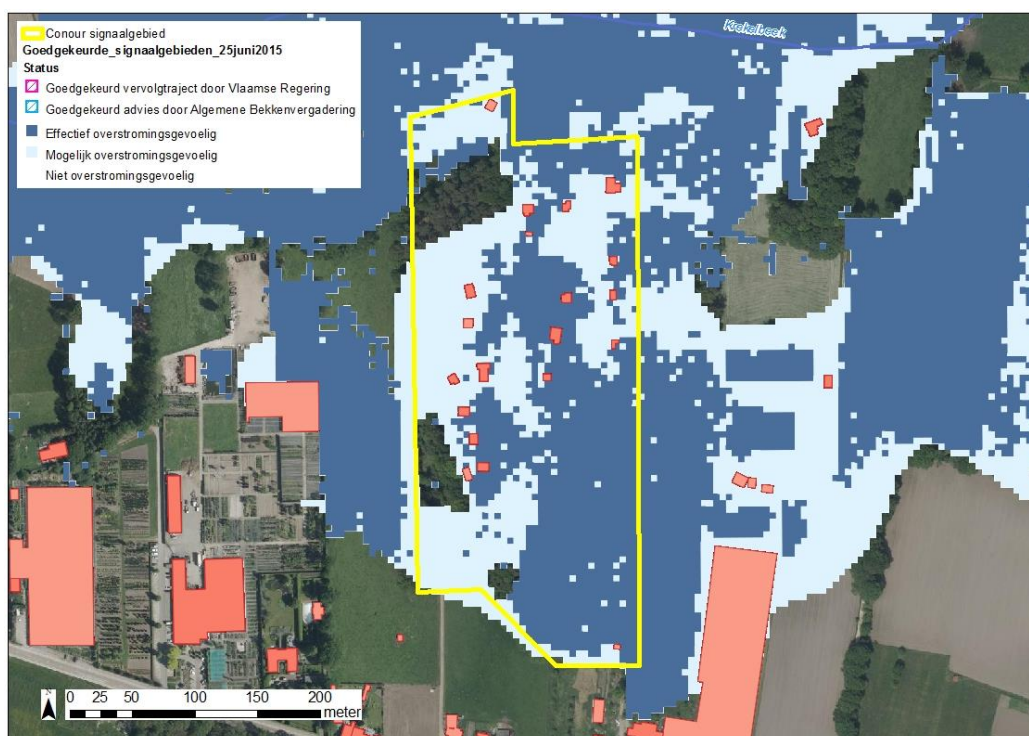 Conour signaalgebied
Goedgekeurde_signaalgebieden_25juni2015
Status
Goedgekeurd vervolgtraject door Vlaamse Regering
Goedgekeurd advies door Algemene Bekkenvergadering
Effectief overstromingsgevoelig
Mogelijk overstromingsgevoelig
Niet overstromingsgevoelig
Krekelbeek
N
0 25 50 100 150 200
meter